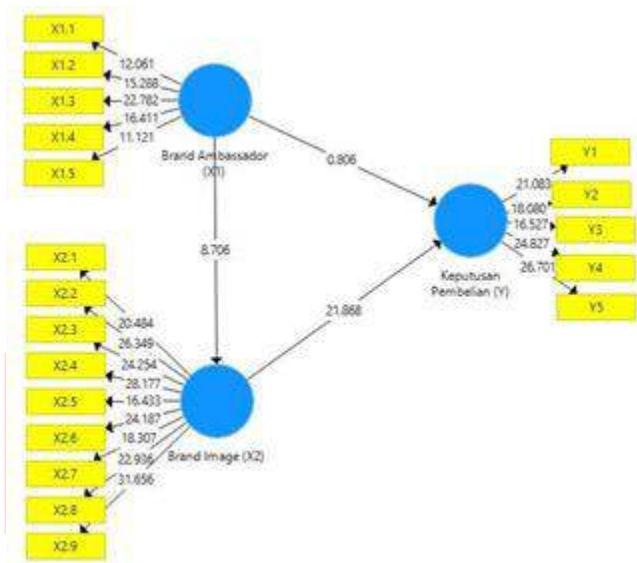 X1.1
X1.2
X1.3
X1.4
X1.5
12.061
15.288
22.782
16.411
11.121
Brand Ambassador
(X1)
0.806
8.706
21.868
Y1
Y2
Y3
Y4
Y5
21.083
18.080
16.527
24.827
26.701
Keputusan
Pembelian (Y)
X2.1
X2.2
X2.3
X2.4
X2.5
X2.6
X2.7
X2.8
X2.9
20.484
26.349
24.254
28.177
16.433
24.187
18.307
22.936
31.656
Brand Image (X2)